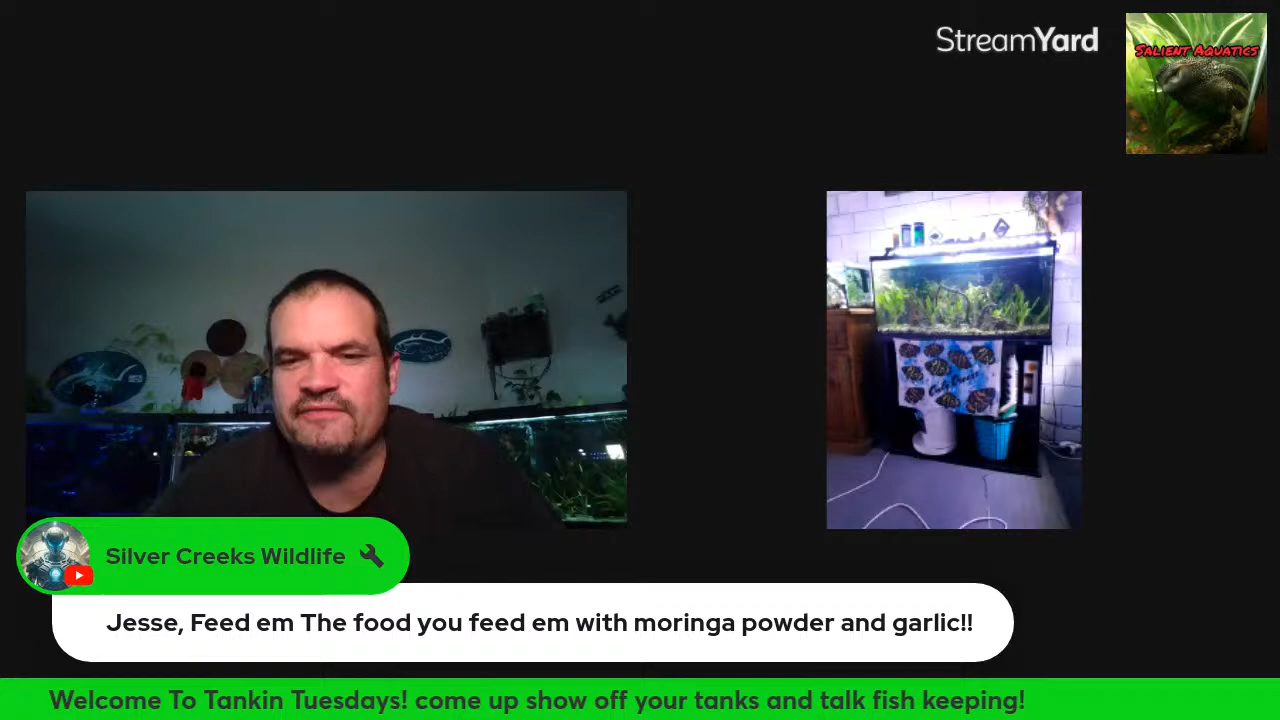 StreamYard
SALIENT AQUATICS
Silver Creeks Wildlife
Jesse, Feed em The food you feed em with moringa powder and garlic!!
Welcome To Tankin Tuesdays! come up show off your tanks and talk fish keeping!